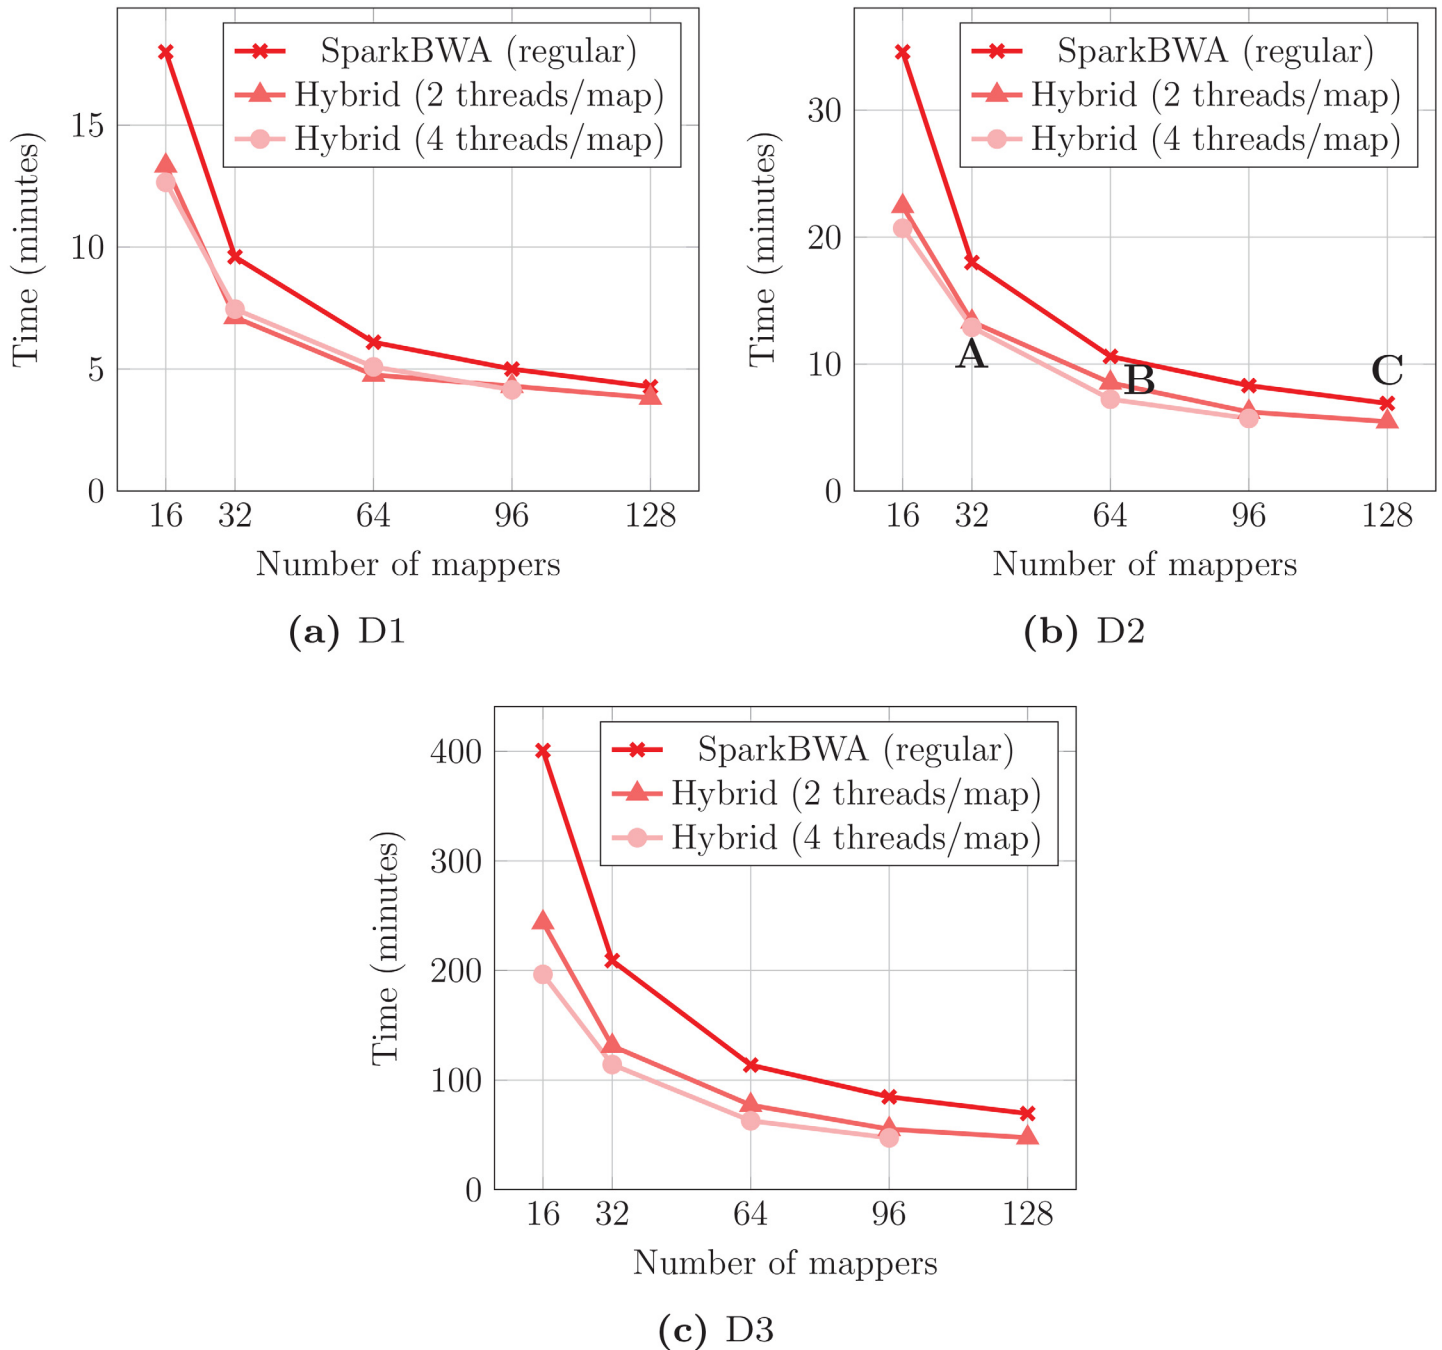 SparkBWA (regular)
Hybrid (2 threads/map)
Hybrid (4 threads/map)
Time (minutes)
15
10
5
0
16 32 64 96 128
Number of mappers
(a) D1
SparkBWA (regular)
Hybrid (2 threads/map)
Hybrid (4 threads/map)
Time (minutes)
30
20
10
0
A
B
C
16 32 64 96 128
Number of mappers
(b) D2
SparkBWA (regular)
Hybrid (2 threads/map)
Hybrid (4 threads/map)
Time (minutes)
400
300
200
100
0
16 32 64 96 128
Number of mappers
(c) D3